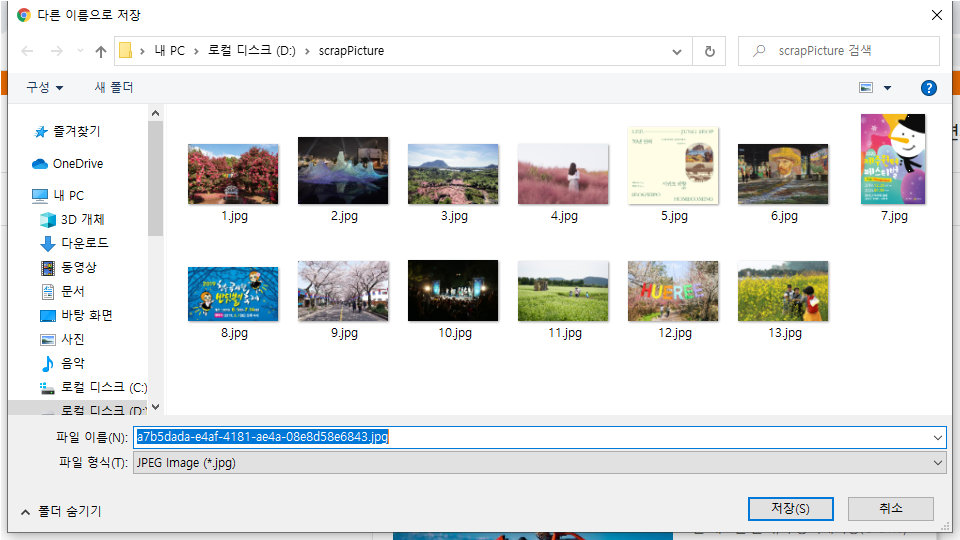 다른 이름으로 저장
내 PC > 로컬 디스크 (D:) > scrapPicture
scrapPicture 검색
구성
새 폴더
즐겨찾기
OneDrive
내 PC
3D 개체
다운로드
동영상
문서
바탕 화면
사진
음악
로컬 디스크 (C:)
로컬 디스크 (D:)
1.jpg
2.jpg
3.jpg
4.jpg
5.jpg
6.jpg
7.jpg
HUEREE
8.jpg
9.jpg
10.jpg
11.jpg
12.jpg
13.jpg
파일 이름(N):
a7b5dada-e4af-4181-ae4a-08e8d58e6843.jpg
파일 형식(T):
JPEG Image (*.jpg)
폴더 숨기기
저장(S)
취소